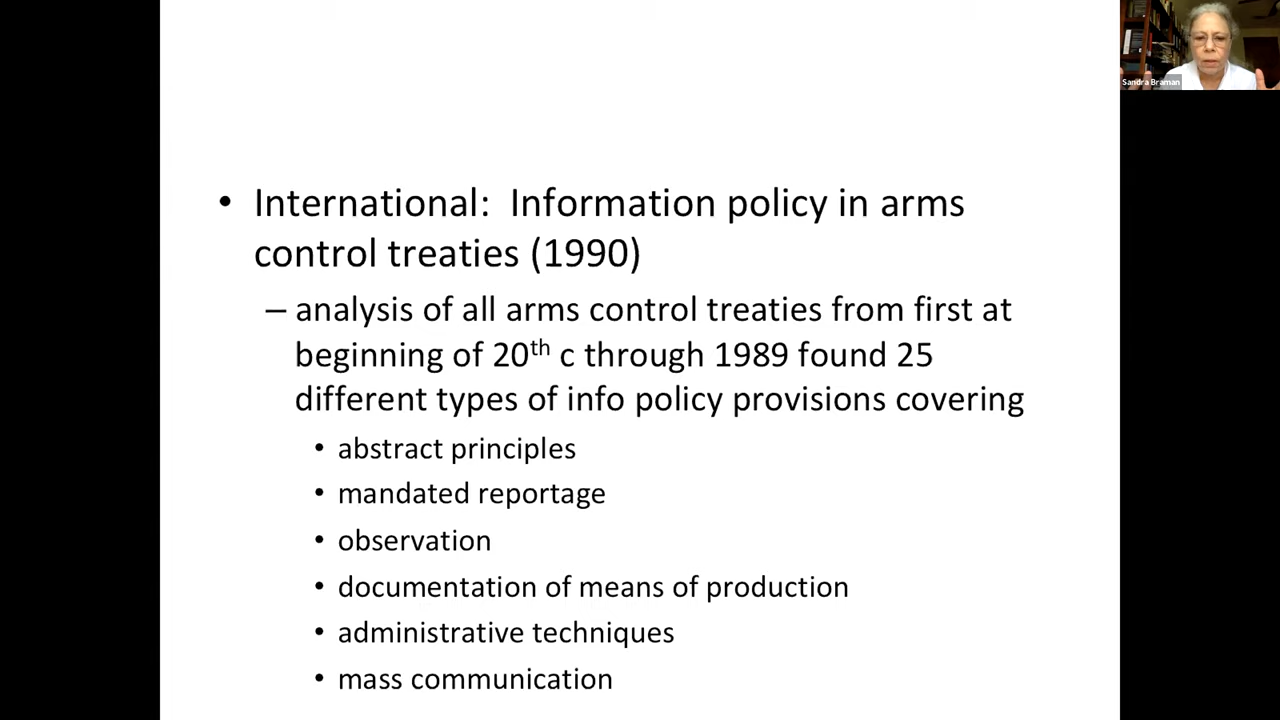 Sandra Braman
• International:  Information policy in arms
control treaties (1990)
– analysis of all arms control treaties from first at
beginning of 20th c through 1989 found 25
different types of info policy provisions covering
• abstract principles
• mandated reportage
• observation
• documentation of means of production
• administrative techniques
• mass communication